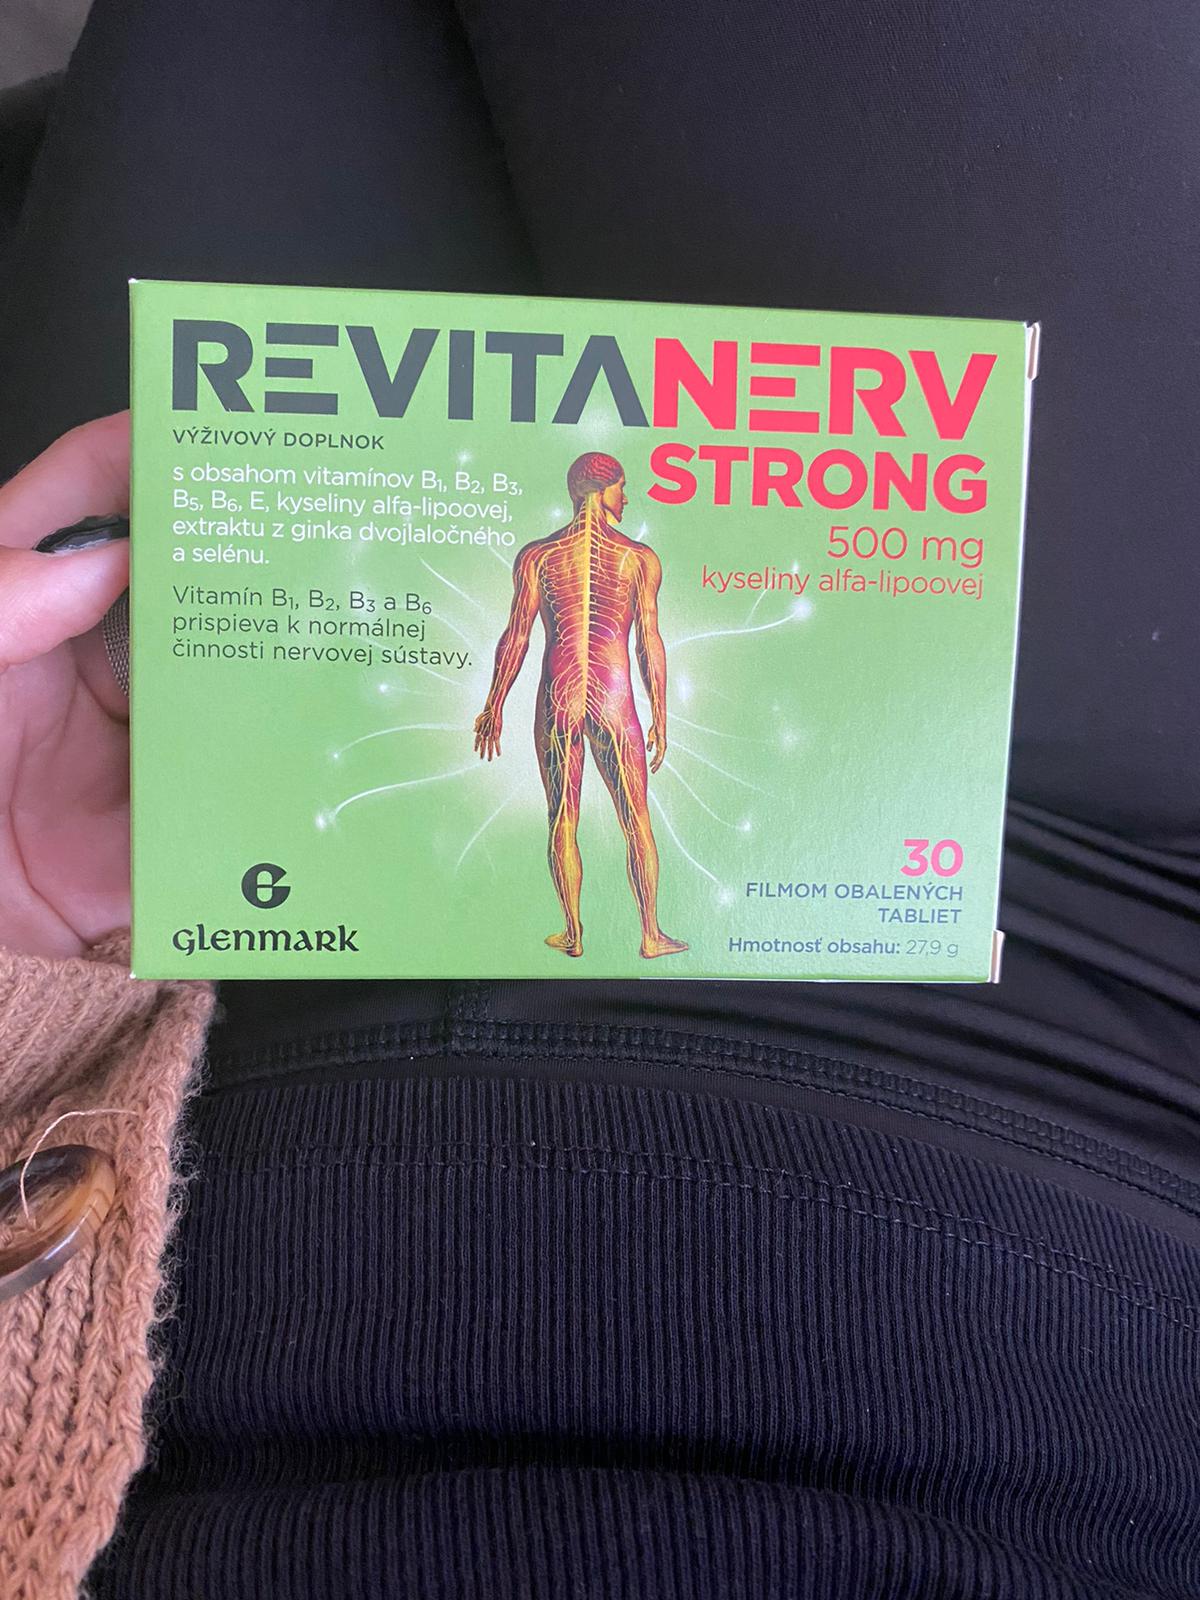 REVITANERV
STRONG
VÝŽIVOVÝ DOPLNOK
s obsahom vitamínov B₁, B₂, B₃,
B₅, B₆, E, kyseliny alfa-lipoovej,
extraktu z ginka dvojlaločného
a selénu.
Vitamín B₁, B₂, B₃ a B₆
prispieva k normálnej
činnosti nervovej sústavy.
500 mg
kyseliny alfa-lipoovej
30
FILMOM OBALENÝCH
TABLIET
Hmotnosť obsahu: 27,9 g
glenmark